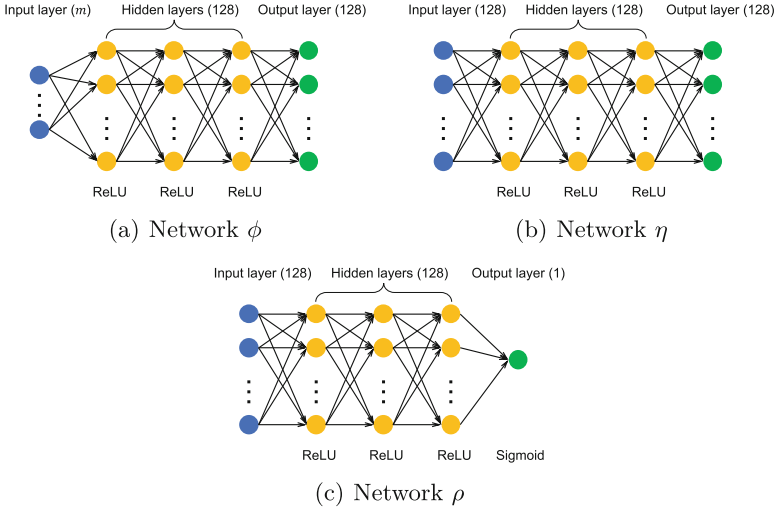 Input layer (m) Hidden layers (128) Output layer (128)
ReLU ReLU ReLU
(a) Network ϕ
Input layer (128) Hidden layers (128) Output layer (128)
ReLU ReLU ReLU
(b) Network η
Input layer (128) Hidden layers (128) Output layer (1)
ReLU ReLU ReLU Sigmoid
(c) Network ρ